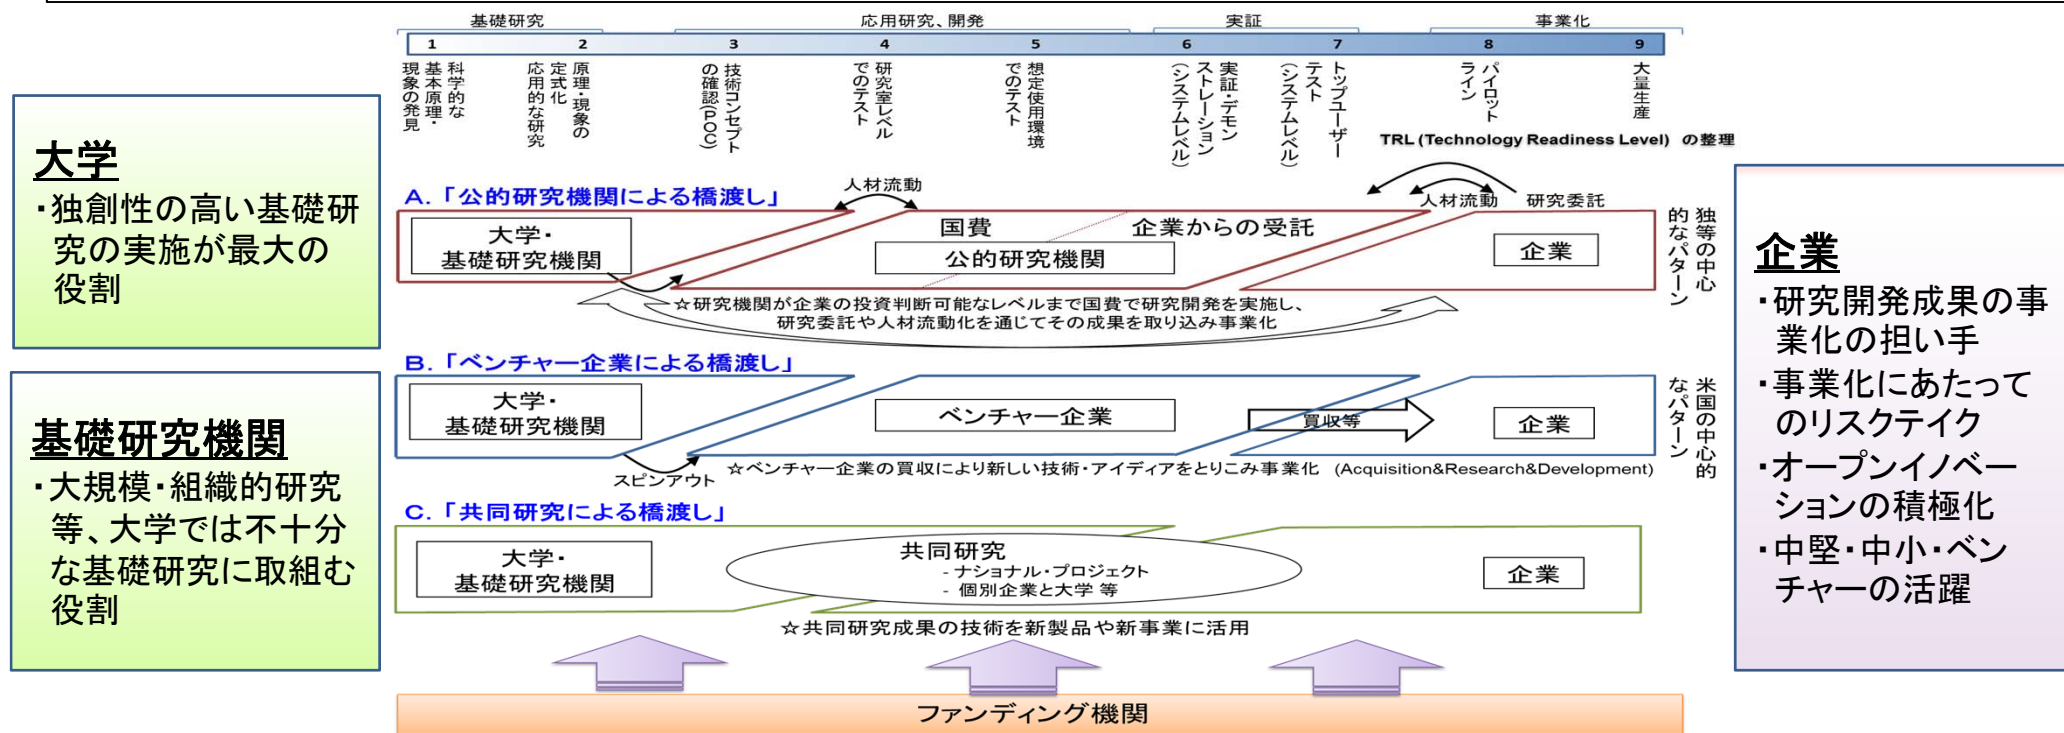 基礎研究
応用研究、開発
実証
事業化
1
2
3
4
5
6
7
8
9
科学的な
基本原理・
現象の発見
原理・現象の
定式化
応用的な研究
技術コンセプト
の確認(POC)
研究室レベル
でのテスト
想定使用環境
でのテスト
実証・デモン
ストレーション
(システムレベル)
トップユーザー
テスト
(システムレベル)
パイロット
ライン
大量生産
TRL (Technology Readiness Level) の整理
大学
・独創性の高い基礎研
究の実施が最大の
役割
基礎研究機関
・大規模・組織的研究
等、大学では不十分
な基礎研究に取組む
役割
A. 「公的研究機関による橋渡し」
人材流動
人材流動
研究委託
大学・
基礎研究機関
国費
企業からの受託
公的研究機関
企業
独等の中心
的なパターン
☆研究機関が企業の投資判断可能なレベルまで国費で研究開発を実施し、
研究委託や人材流動化を通じてその成果を取り込み事業化
B. 「ベンチャー企業による橋渡し」
大学・
基礎研究機関
ベンチャー企業
買収等
企業
米国の中心的
なパターン
スピンアウト
☆ベンチャー企業の買収により新しい技術・アイディアをとりこみ事業化 (Acquisition&Research&Development)
C. 「共同研究による橋渡し」
大学・
基礎研究機関
共同研究
- ナショナル・プロジェクト
- 個別企業と大学 等
企業
☆共同研究成果の技術を新製品や新事業に活用
ファンディング機関
企業
・研究開発成果の事
業化の担い手
・事業化にあたって
のリスクテイク
・オープンイノベー
ションの積極化
・中堅・中小・ベン
チャーの活躍